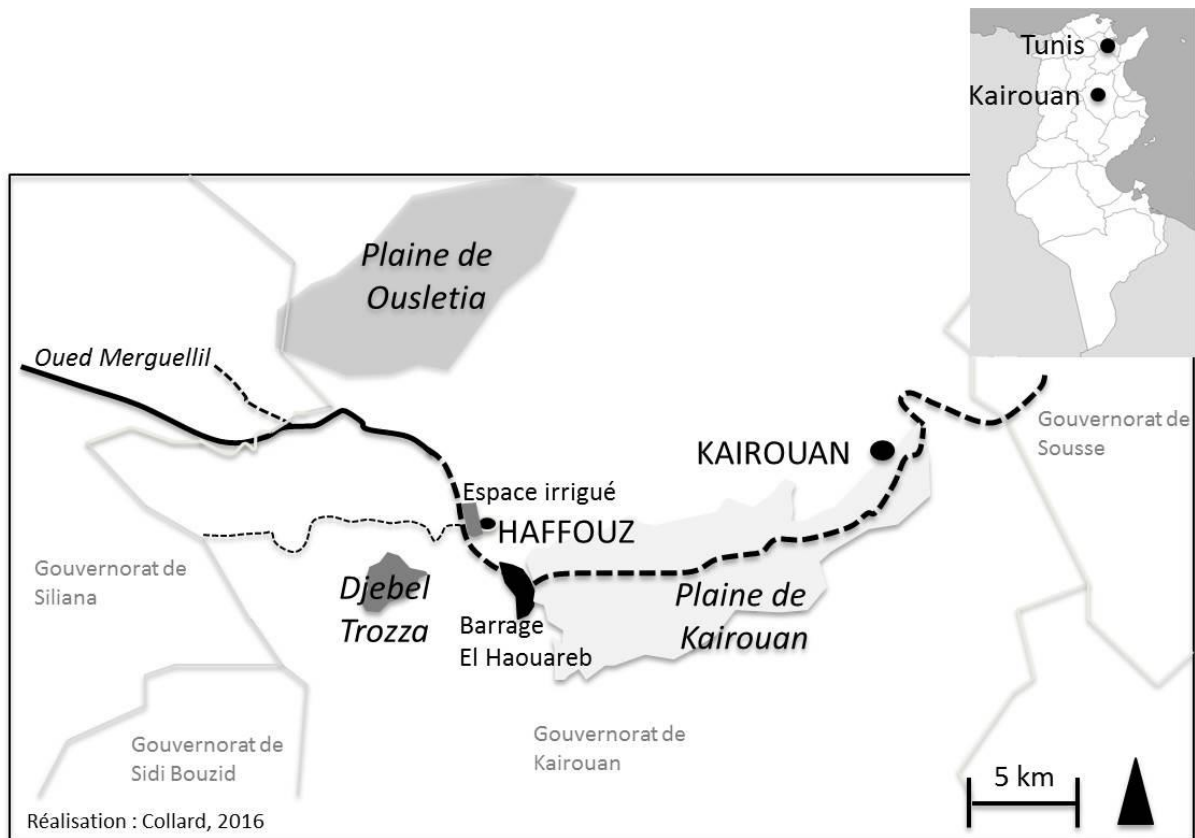 Tunis
Kairouan
Plaine de
Ousletia
Oued Merguellil
Gouvernorat de
Sousse
KAIROUAN
Espace irrigué
HAFFOUZ
Gouvernorat de
Siliana
Djebel
Trozza
Plaine de
Kairouan
Barrage
El Haouareb
Gouvernorat de
Sidi Bouzid
Gouvernorat de
Kairouan
5 km
Réalisation : Collard, 2016